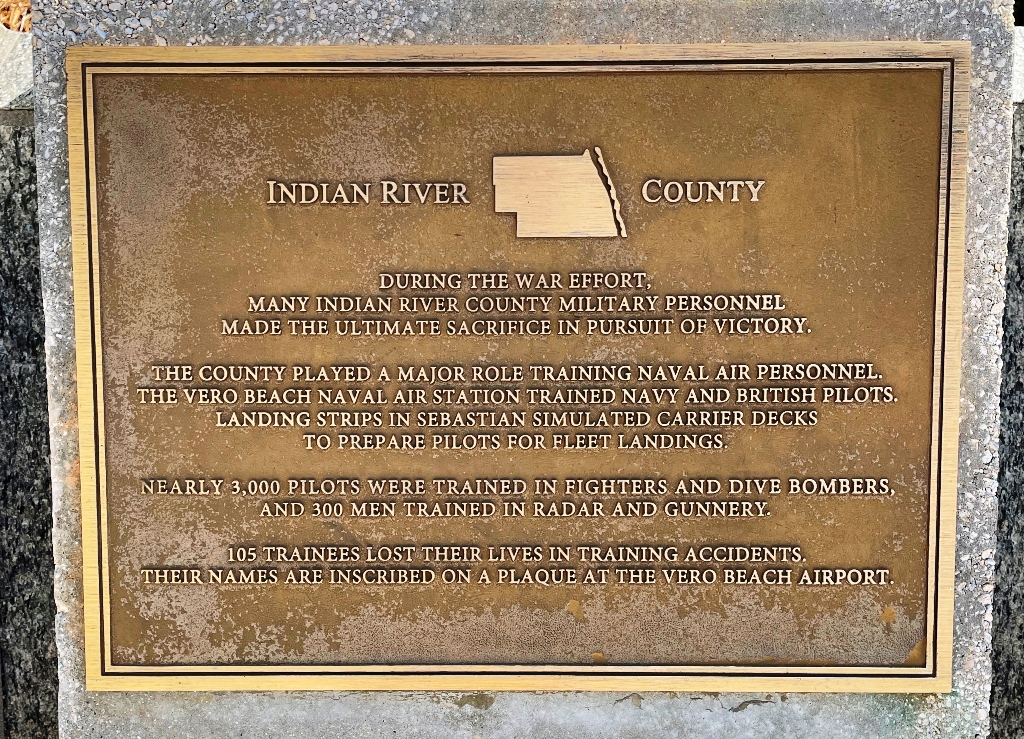 INDIAN RIVER COUNTY
DURING THE WAR EFFORT,
MANY INDIAN RIVER COUNTY MILITARY PERSONNEL
MADE THE ULTIMATE SACRIFICE IN PURSUIT OF VICTORY.
THE COUNTY PLAYED A MAJOR ROLE TRAINING NAVAL AIR PERSONNEL.
THE VERO BEACH NAVAL AIR STATION TRAINED NAVY AND BRITISH PILOTS.
LANDING STRIPS IN SEBASTIAN SIMULATED CARRIER DECKS
TO PREPARE PILOTS FOR FLEET LANDINGS.
NEARLY 3,000 PILOTS WERE TRAINED IN FIGHTERS AND DIVE BOMBERS,
AND 300 MEN TRAINED IN RADAR AND GUNNERY.
105 TRAINEES LOST THEIR LIVES IN TRAINING ACCIDENTS.
THEIR NAMES ARE INSCRIBED ON A PLAQUE AT THE VERO BEACH AIRPORT.